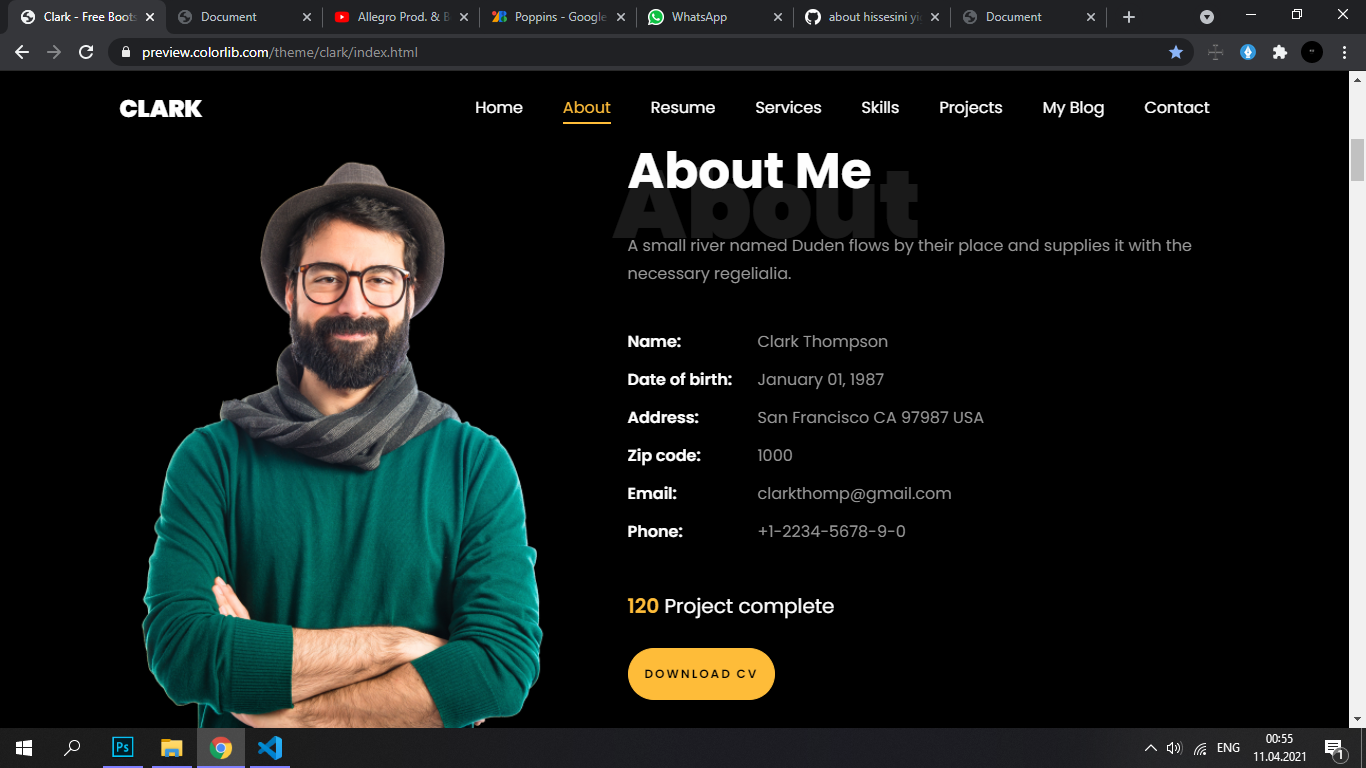 Clark - Free Boots
Document
Allegro Prod. & B
Poppins - Google
WhatsApp
about hissesini yi
Document
preview.colorlib.com/theme/clark/index.html
CLARK
Home
About
Resume
Services
Skills
Projects
My Blog
Contact
About
About Me
A small river named Duden flows by their place and supplies it with the
necessary regelialia.
Name: Clark Thompson
Date of birth: January 01, 1987
Address: San Francisco CA 97987 USA
Zip code: 1000
Email: clarkthomp@gmail.com
Phone: +1-2234-5678-9-0
120 Project complete
DOWNLOAD CV
Ps
ENG
00:55
11.04.2021
1